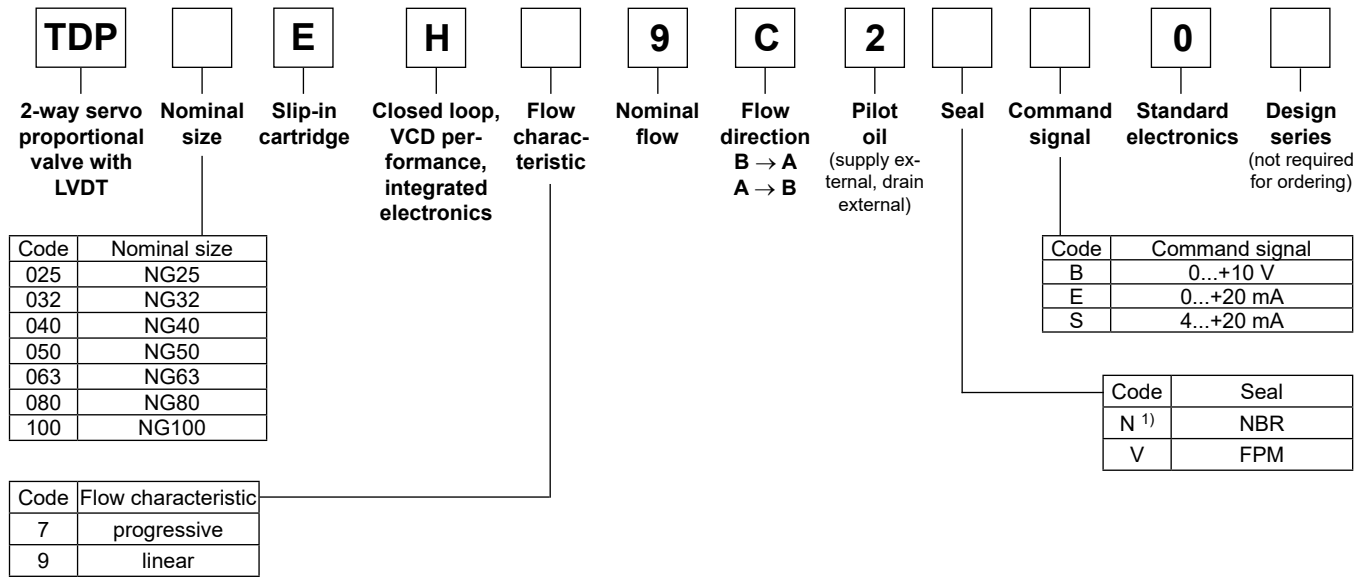 TDP E H 9 C 2 0
2-way servo
proportional
valve with
LVDT
Nominal
size
Slip-in
cartridge
Closed loop,
VCD per-
formance,
integrated
electronics
Flow
charac-
teristic
Nominal
flow
Flow
direction
B → A
A → B
Pilot
oil
(supply ex-
ternal, drain
external)
Seal
Command
signal
Standard
electronics
Design
series
(not required
for ordering)
Code Nominal size
025 NG25
032 NG32
040 NG40
050 NG50
063 NG63
080 NG80
100 NG100
Code Command signal
B 0...+10 V
E 0...+20 mA
S 4...+20 mA
Code Seal
N 1) NBR
V FPM
Code Flow characteristic
7 progressive
9 linear